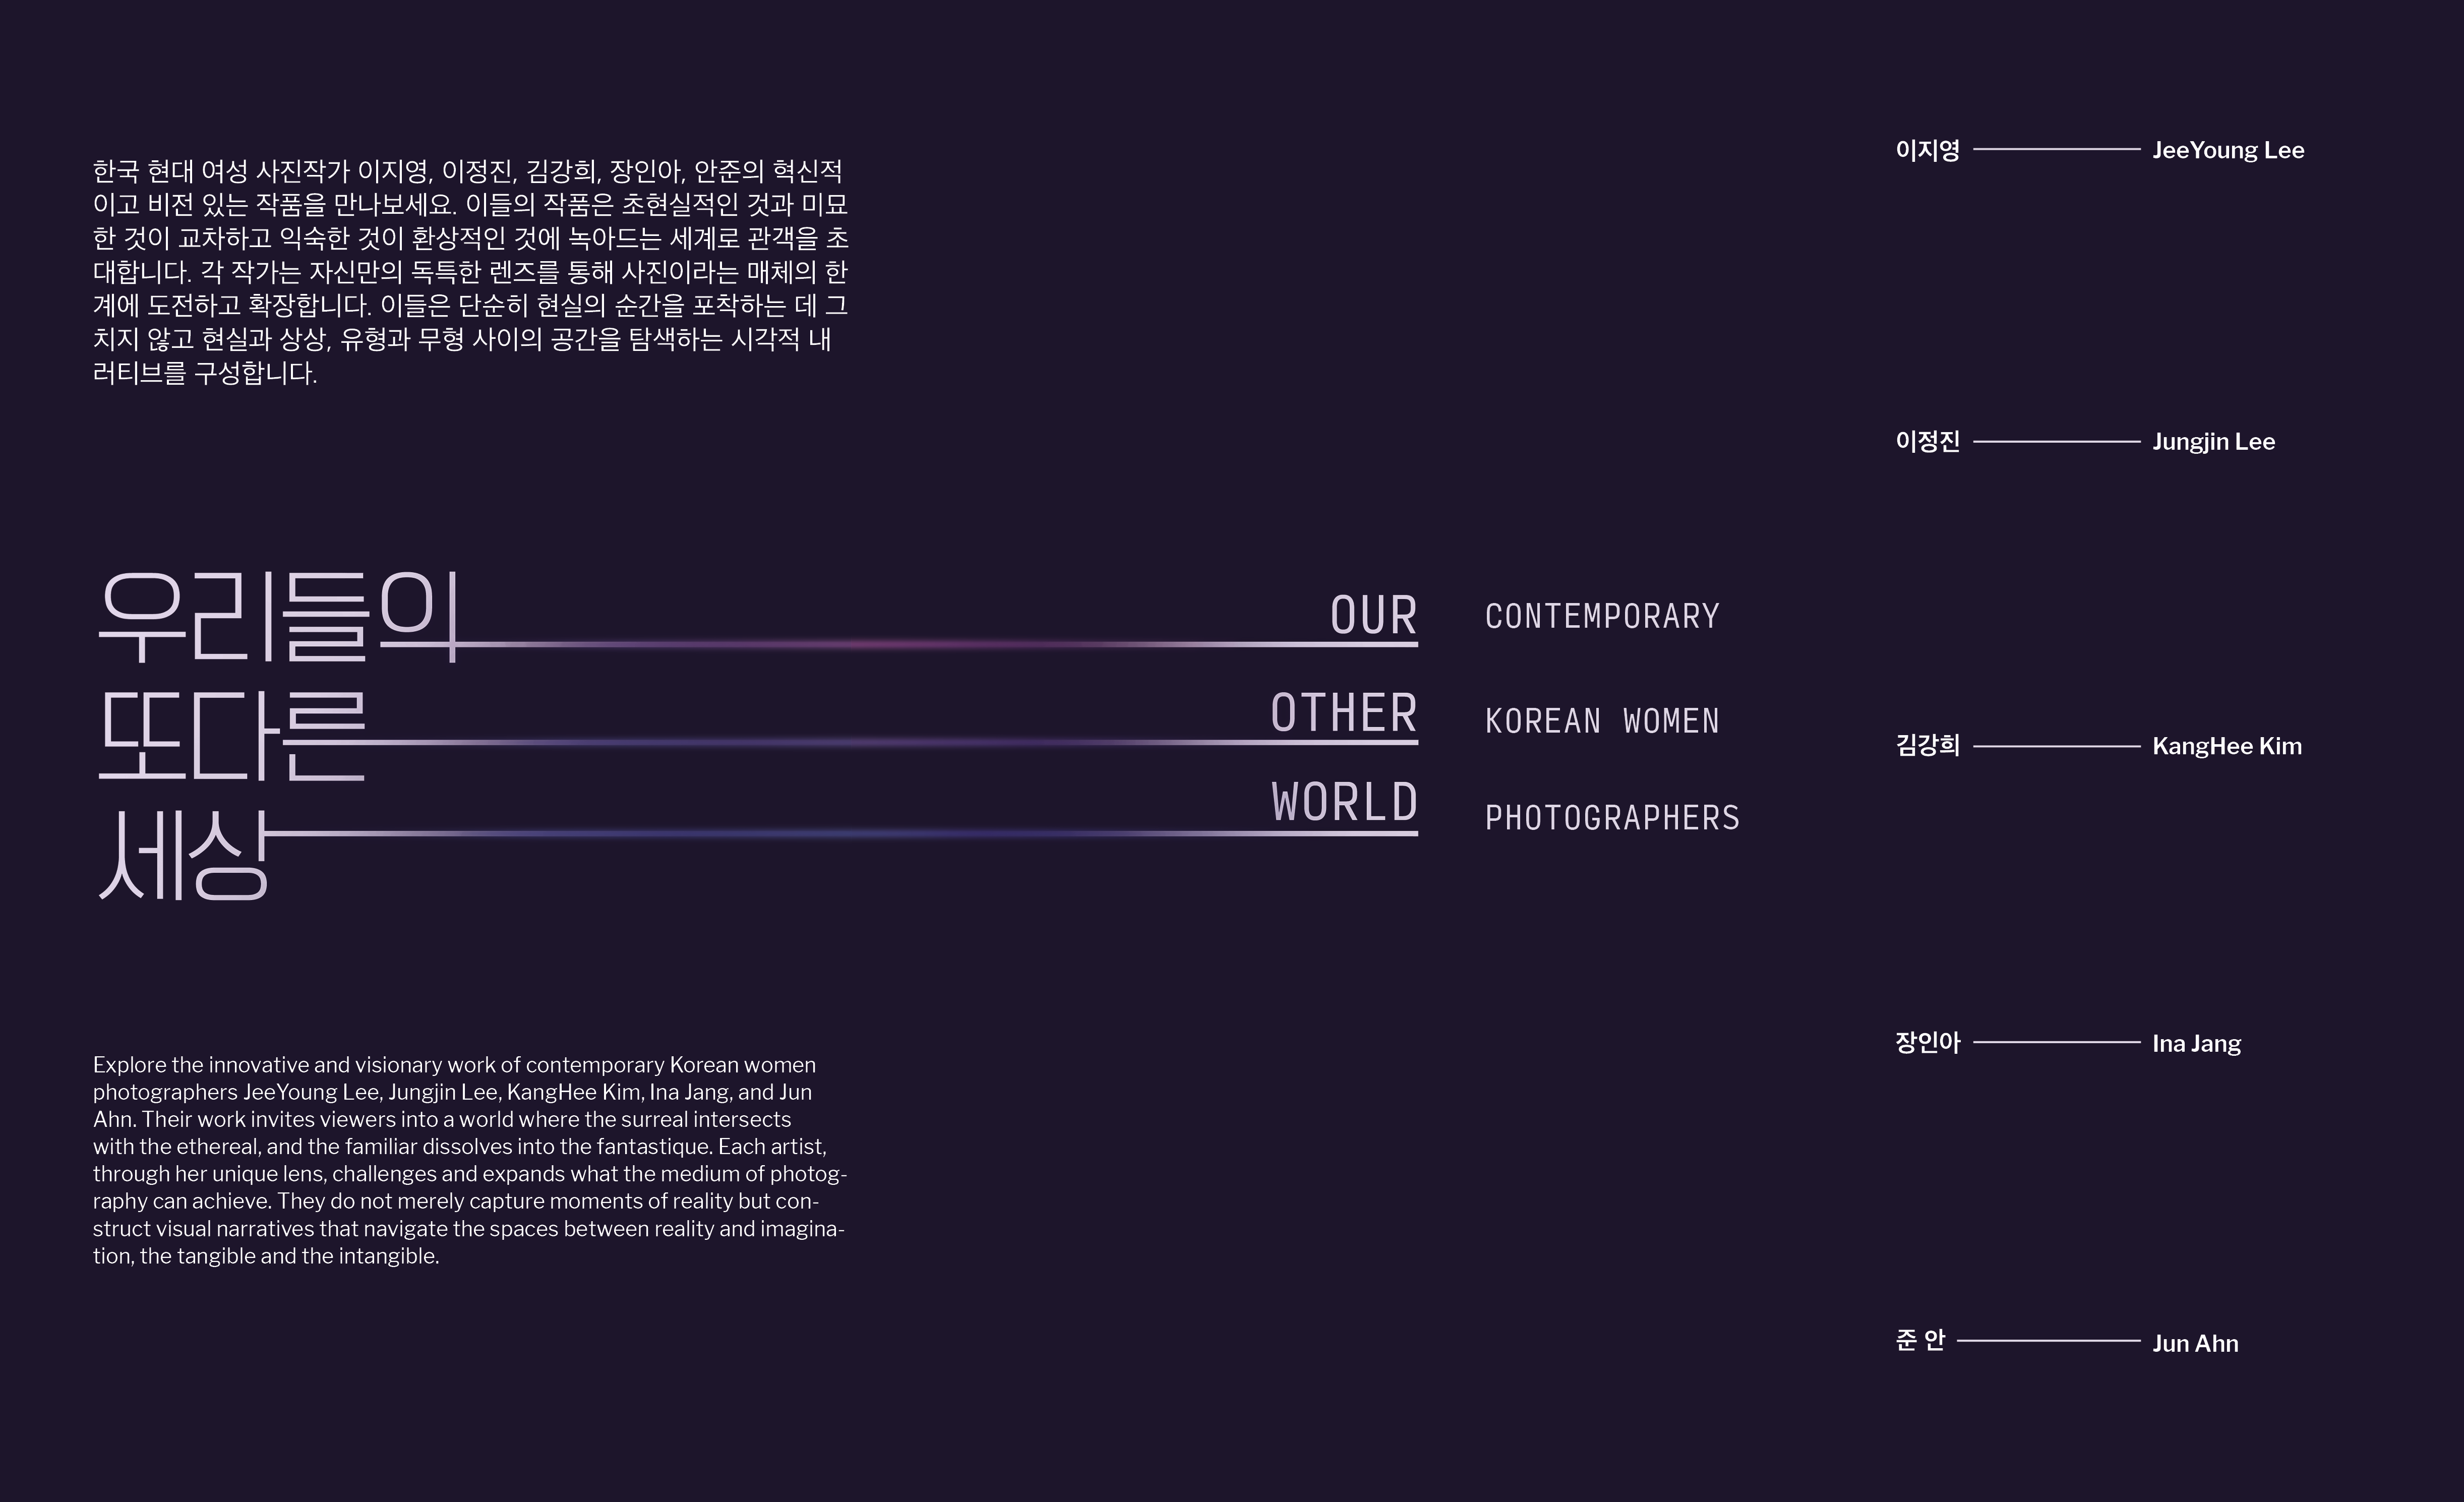 한국 현대 여성 사진작가 이지영, 이정진, 김강희, 장인아, 안준의 혁신적
이고 비전 있는 작품을 만나보세요. 이들의 작품은 초현실적인 것과 미묘
한 것이 교차하고 익숙한 것이 환상적인 것에 녹아드는 세계로 관객을 초
대합니다. 각 작가는 자신만의 독특한 렌즈를 통해 사진이라는 매체의 한
계에 도전하고 확장합니다. 이들은 단순히 현실의 순간을 포착하는 데 그
치지 않고 현실과 상상, 유형과 무형 사이의 공간을 탐색하는 시각적 내
러티브를 구성합니다.
우리들의
또다른
세상
OUR
OTHER
WORLD
CONTEMPORARY
KOREAN WOMEN
PHOTOGRAPHERS
Explore the innovative and visionary work of contemporary Korean women
photographers JeeYoung Lee, Jungjin Lee, KangHee Kim, Ina Jang, and Jun
Ahn. Their work invites viewers into a world where the surreal intersects
with the ethereal, and the familiar dissolves into the fantastique. Each artist,
through her unique lens, challenges and expands what the medium of photog-
raphy can achieve. They do not merely capture moments of reality but con-
struct visual narratives that navigate the spaces between reality and imagina-
tion, the tangible and the intangible.
이지영 JeeYoung Lee
이정진 Jungjin Lee
김강희 KangHee Kim
장인아 Ina Jang
준 안 Jun Ahn